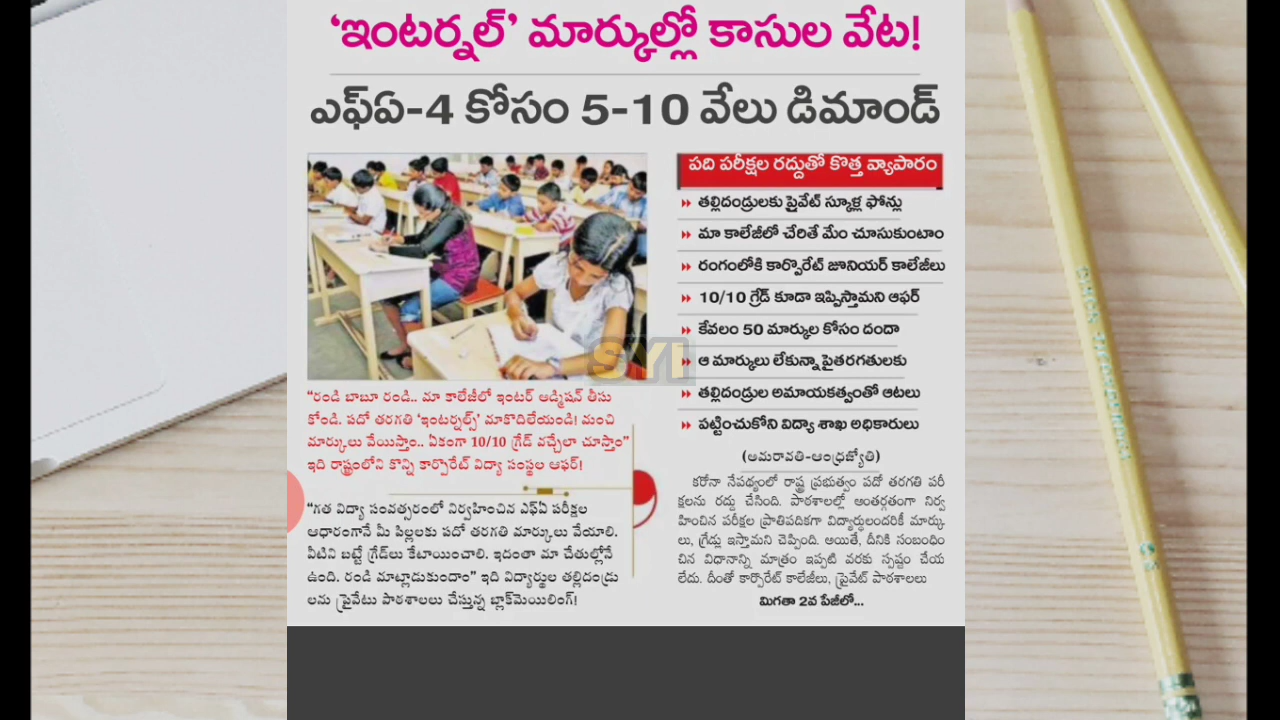 ‘ఇంటర్నల్’ మార్కుల్లో కాసుల వేట!
ఎఫ్ఏ-4 కోసం 5-10 వేలు డిమాండ్
పది పరీక్షల రద్దుతో కొత్త వ్యాపారం
తల్లిదండ్రులకు ప్రైవేట్ స్కూళ్ల ఫోన్లు
మా కాలేజీలో చేరితే మేం చూసుకుంటాం
రంగంలోకి కార్పొరేట్ జూనియర్ కాలేజీలు
10/10 గ్రేడ్ కూడా ఇప్పిస్తామని ఆఫర్
కేవలం 50 మార్కుల కోసం దందా
ఆ మార్కులు లేకున్నా పైతరగతులకు
తల్లిదండ్రుల అమాయకత్వంతో ఆటలు
పట్టించుకోని విద్యా శాఖ అధికారులు
SYI
“రండి బాబూ రండి.. మా కాలేజీలో ఇంటర్ అడ్మిషన్ తీసు
కోండి. పదో తరగతి ‘ఇంటర్నల్స్’ మాకొదిలేయండి! మంచి
మార్కులు వేయిస్తాం.. ఏకంగా 10/10 గ్రేడ్ వచ్చేలా చూస్తాం”
ఇది రాష్ట్రంలోని కొన్ని కార్పొరేట్ విద్యా సంస్థల ఆఫర్!
“గత విద్యా సంవత్సరంలో నిర్వహించిన ఎఫ్ఏ పరీక్షల
ఆధారంగానే మీ పిల్లలకు పదో తరగతి మార్కులు వేయాలి.
వీటిని బట్టే గ్రేడ్‌లు కేటాయించాలి. ఇదంతా మా చేతుల్లోనే
ఉంది. రండి మాట్లాడుకుందాం” ఇది విద్యార్థుల తల్లిదండ్రు
లను ప్రైవేటు పాఠశాలలు చేస్తున్న బ్లాక్‌మెయిలింగ్!
(అమరావతి-ఆంధ్రజ్యోతి)
కరోనా నేపథ్యంలో రాష్ట్ర ప్రభుత్వం పదో తరగతి పరీ
క్షలను రద్దు చేసింది. పాఠశాలల్లో అంతర్గతంగా నిర్వ
హించిన పరీక్షల ప్రాతిపదికగా విద్యార్థులందరికీ మార్కు
లు, గ్రేడ్లు ఇస్తామని చెప్పింది. అయితే, దీనికి సంబంధిం
చిన విధానాన్ని మాత్రం ఇప్పటి వరకు స్పష్టం చేయ
లేదు. దీంతో కార్పొరేట్ కాలేజీలు, ప్రైవేట్ పాఠశాలలు
మిగతా 2వ పేజీలో...